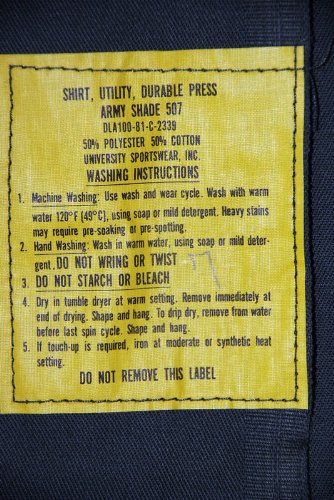 SHIRT, UTILITY, DURABLE PRESS
ARMY SHADE 507
DLA100-81-C-2339
50% POLYESTER 50% COTTON
UNIVERSITY SPORTSWEAR, INC.
WASHING INSTRUCTIONS
1. Machine Washing: Use wash and wear cycle. Wash with warm
water 120°F (49°C), using soap or mild detergent. Heavy stains
may require pre-soaking or pre-spotting.
2. Hand Washing: Wash in warm water, using soap or mild deter-
gent. DO NOT WRING OR TWIST
3. DO NOT STARCH OR BLEACH
4. Dry in tumble dryer at warm setting. Remove immediately at
end of drying. Shape and hang. To drip dry, remove from water
before last spin cycle. Shape and hang.
5. If touch-up is required, iron at moderate or synthetic heat
setting.
DO NOT REMOVE THIS LABEL